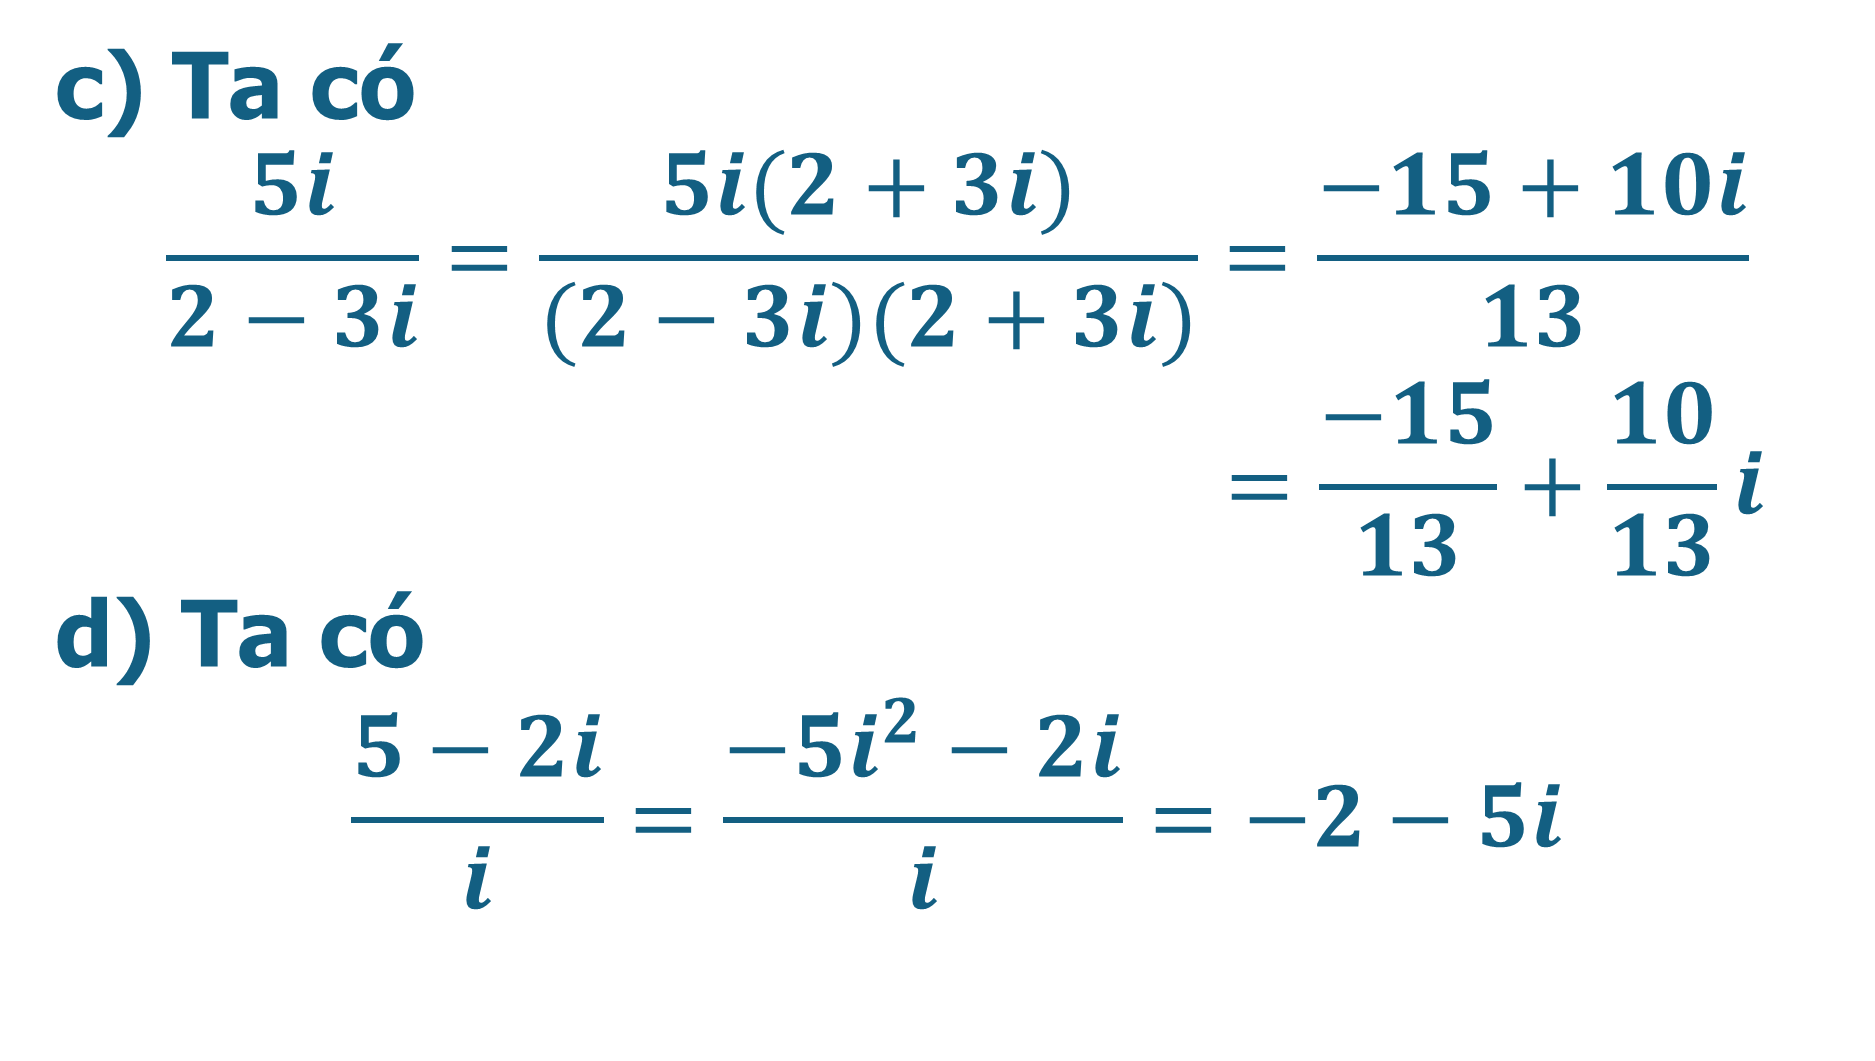 c) Ta có
5i / (2 − 3i) = 5i(2 + 3i) / ((2 − 3i)(2 + 3i)) = (−15 + 10i) / 13
= −15/13 + 10/13 i
d) Ta có
(5 − 2i) / i = (−5i² − 2i) / i = −2 − 5i